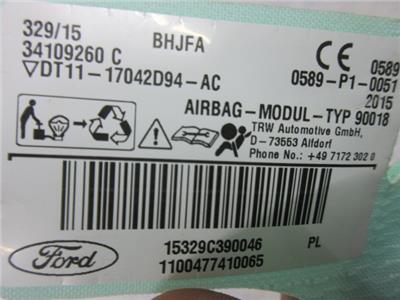 329/15 BHJFA
34109260 C CE 0589
DT11-17042D94-AC 0589-P1-0051
2015
AIRBAG-MODUL-TYP 90018
TRW Automotive GmbH,
D-73553 Alfdorf
Phone No.: +49 7172 302 0
Ford
15329C390046 PL
1100477410065